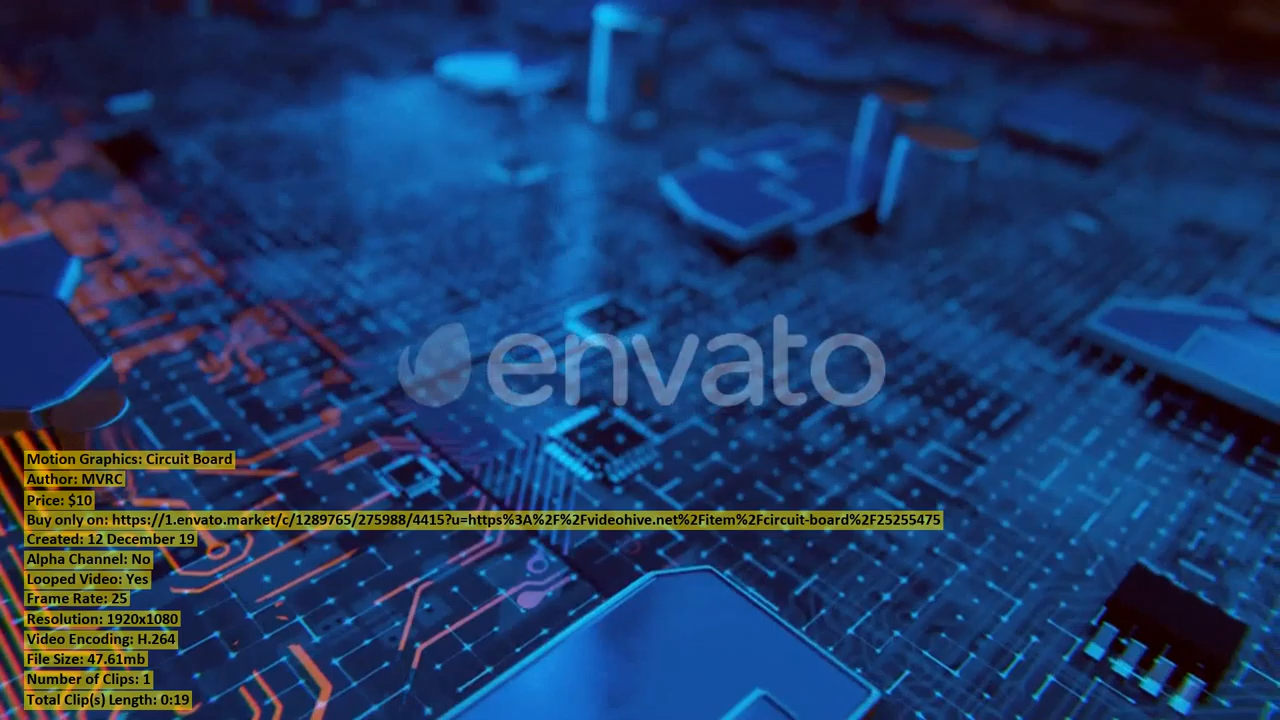 envato
Motion Graphics: Circuit Board
Author: MVRC
Price: $10
Buy only on: https://1.envato.market/c/1289765/275988/4415?u=https%3A%2F%2Fvideohive.net%2Fitem%2Fcircuit-board%2F25255475
Created: 12 December 19
Alpha Channel: No
Looped Video: Yes
Frame Rate: 25
Resolution: 1920x1080
Video Encoding: H.264
File Size: 47.61mb
Number of Clips: 1
Total Clip(s) Length: 0:19